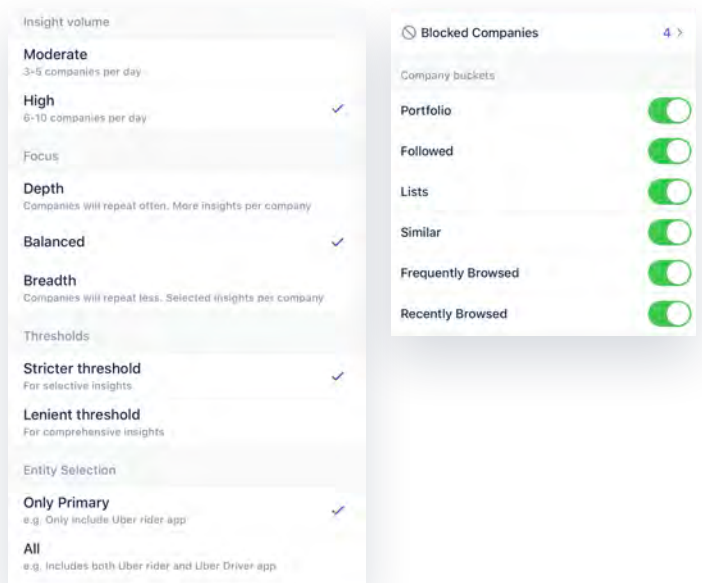 Insight volume
Moderate
3-5 companies per day
High
6-10 companies per day
Focus
Depth
Companies will repeat often. More insights per company
Balanced
Breadth
Companies will repeat less. Selected insights per company
Thresholds
Stricter threshold
For selective insights
Lenient threshold
For comprehensive insights
Entity Selection
Only Primary
e.g. Only include Uber rider app
All
e.g. Includes both Uber rider and Uber Driver app
Blocked Companies 4 >
Company buckets
Portfolio
Followed
Lists
Similar
Frequently Browsed
Recently Browsed